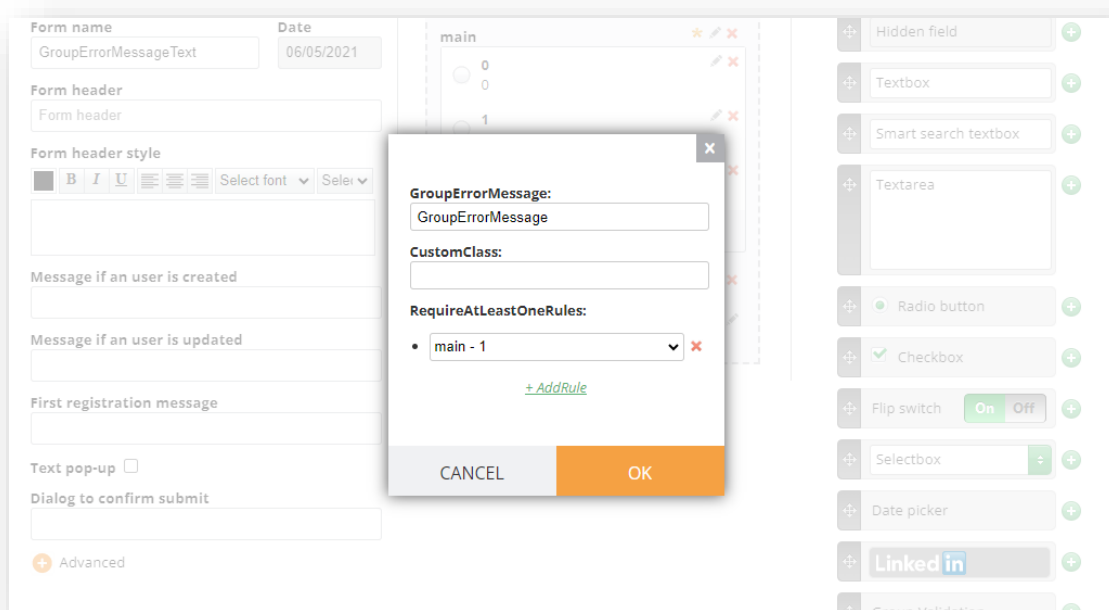 Form name
Date
GroupErrorMessageText
06/05/2021
Form header
Form header
Form header style
B I U Select font Selec
Message if an user is created
Message if an user is updated
First registration message
Text pop-up
Dialog to confirm submit
Advanced
main
0
0
1
x
GroupErrorMessage:
GroupErrorMessage
CustomClass:
RequireAtLeastOneRules:
main - 1
+ AddRule
CANCEL
OK
Hidden field
Textbox
Smart search textbox
Textarea
Radio button
Checkbox
Flip switch On Off
Selectbox
Date picker
Linked in
Group Validation